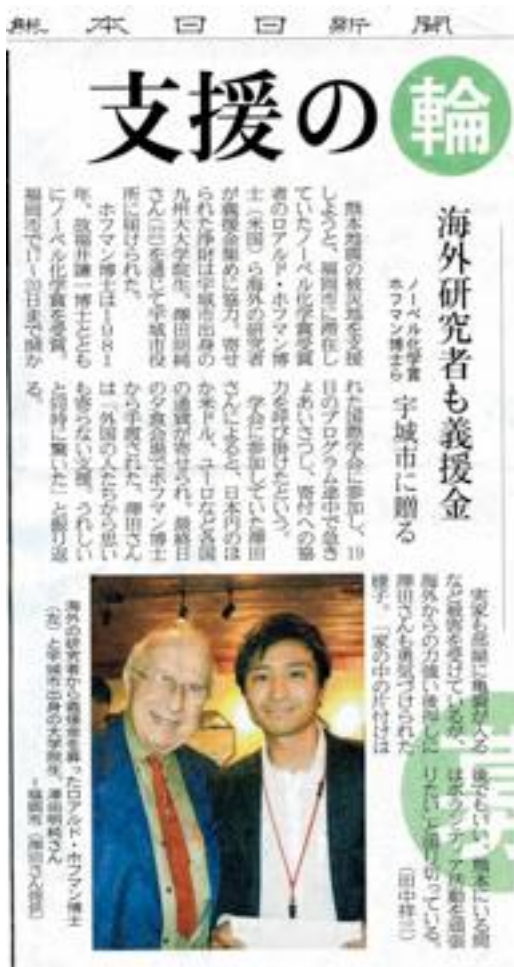 熊本日日新聞
支援の輪
海外研究者も義援金
ノーベル化学賞
ホフマン博士ら
宇城市に贈る
熊本地震の被災地を支援
しようと、福岡市に滞在し
ていたノーベル化学賞受賞
者のロアルド・ホフマン博
士(米国)ら海外の研究者
が義援金集めに協力。寄せ
られた浄財は宇城市出身の
九州大大学院生、澤田明純
さんを通じて宇城市役
所に届けられた。
ホフマン博士は1981
年、故福井謙一博士ととも
にノーベル化学賞を受賞。
福岡市で17~20日まで開か
れた国際学会に参加し、19
日のプログラム途中で急き
ょあいさつし、寄付への協
力を呼び掛けたという。
学会に参加していた澤田
さんによると、日本円のほ
か米ドル、ユーロなど各国
の通貨が寄せられ、最終日
の夕食会場でホフマン博士
から手渡された。澤田さん
は「外国の人たちから思い
も寄らない支援。うれしい
と同時に驚いた」と振り返
る。
実家も部屋に亀裂が入る
など被害を受けているが、
海外からの力強い後押しに
澤田さんも勇気づけられた
様子。「家の中の片付けは
後でもいい。熊本にいる間
はボランティア活動を頑張
りたい」と張り切っている。
(田中祥三)
海外の研究者から義援金を募ったロアルド・ホフマン博士
(左)と宇城市出身の大学院生、澤田明純さん
=福岡市(澤田さん提供)